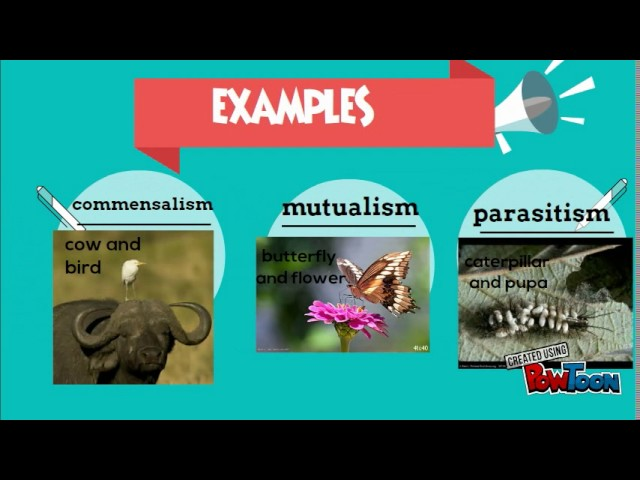 EXAMPLES
commensalism
mutualism
parasitism
cow and
bird
butterfly
and flower
caterpillar
and pupa
CREATED USING
POWTOON